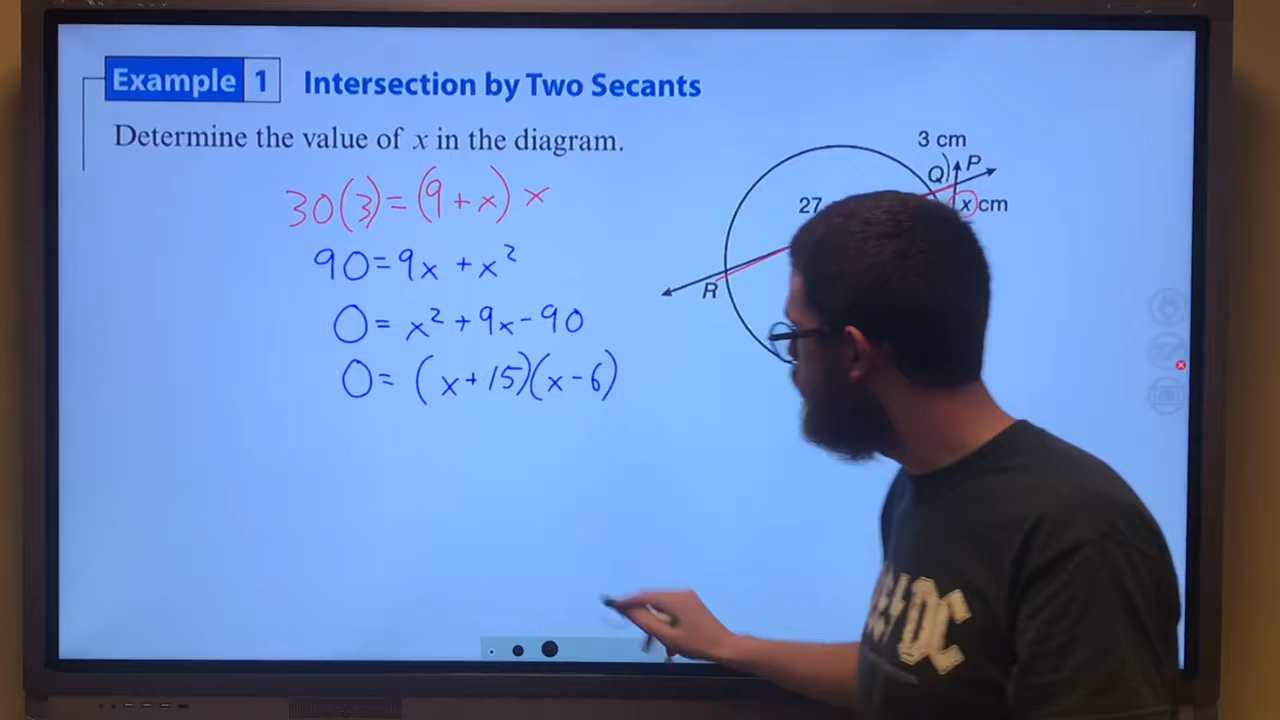 Example 1 Intersection by Two Secants
Determine the value of x in the diagram.
30(3)=(9+x)x
90=9x+x²
0=x²+9x-90
0=(x+15)(x-6)
3 cm
Q P
27
x cm
R
DC